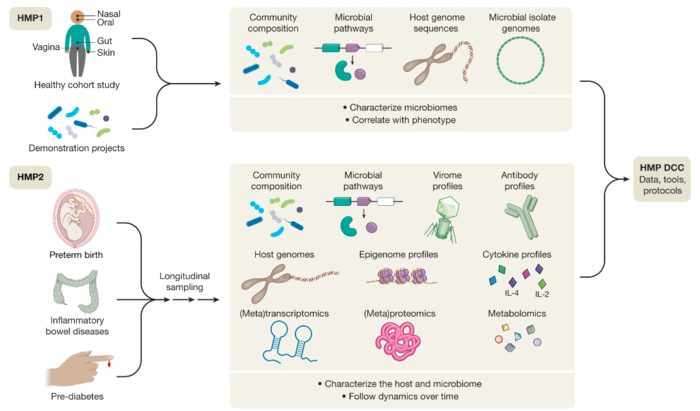 HMP1
Nasal
Oral
Vagina
Gut
Skin
Healthy cohort study
Demonstration projects
Community
composition
Microbial
pathways
Host genome
sequences
Microbial isolate
genomes
• Characterize microbiomes
• Correlate with phenotype
HMP2
Preterm birth
Inflammatory
bowel diseases
Pre-diabetes
Longitudinal
sampling
Community
composition
Microbial
pathways
Virome
profiles
Antibody
profiles
Host genomes
Epigenome profiles
Cytokine profiles
IL-4
IL-2
(Meta)transcriptomics
(Meta)proteomics
Metabolomics
• Characterize the host and microbiome
• Follow dynamics over time
HMP DCC
Data, tools,
protocols